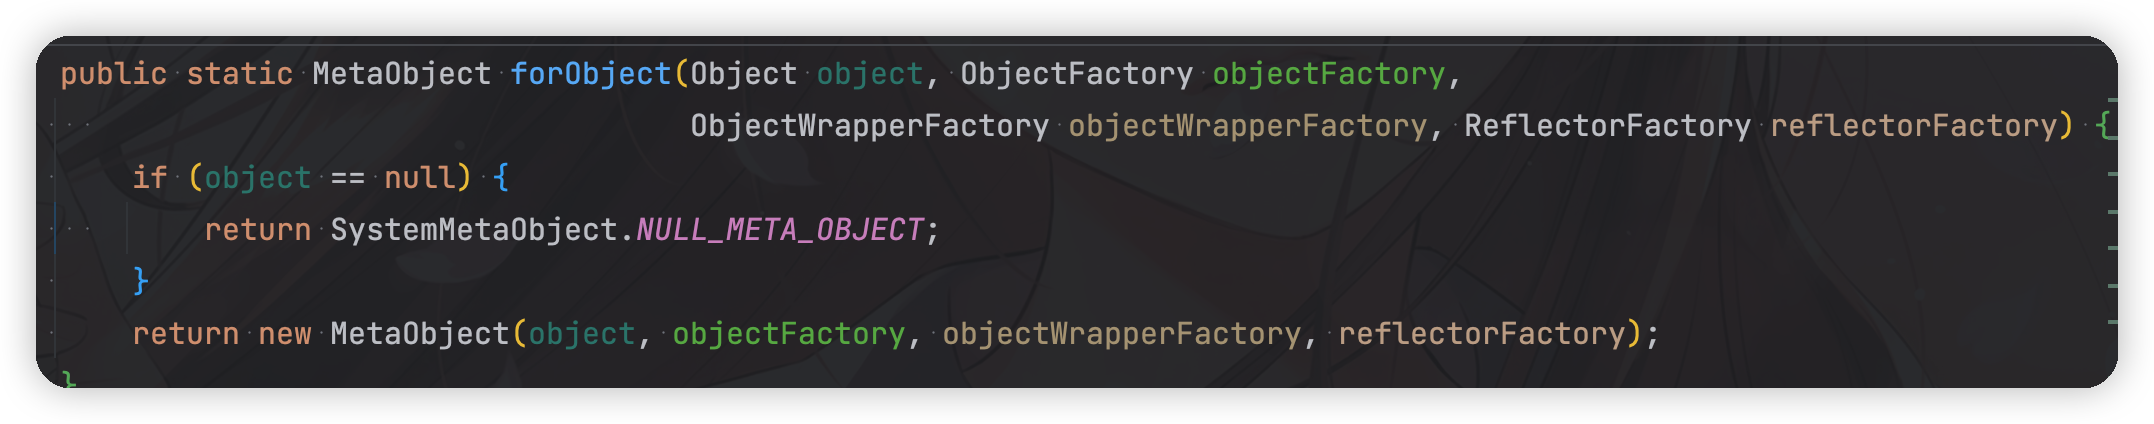 public static MetaObject forObject(Object object, ObjectFactory objectFactory,
                                   ObjectWrapperFactory objectWrapperFactory, ReflectorFactory reflectorFactory) {
    if (object == null) {
        return SystemMetaObject.NULL_META_OBJECT;
    }
    return new MetaObject(object, objectFactory, objectWrapperFactory, reflectorFactory);
}